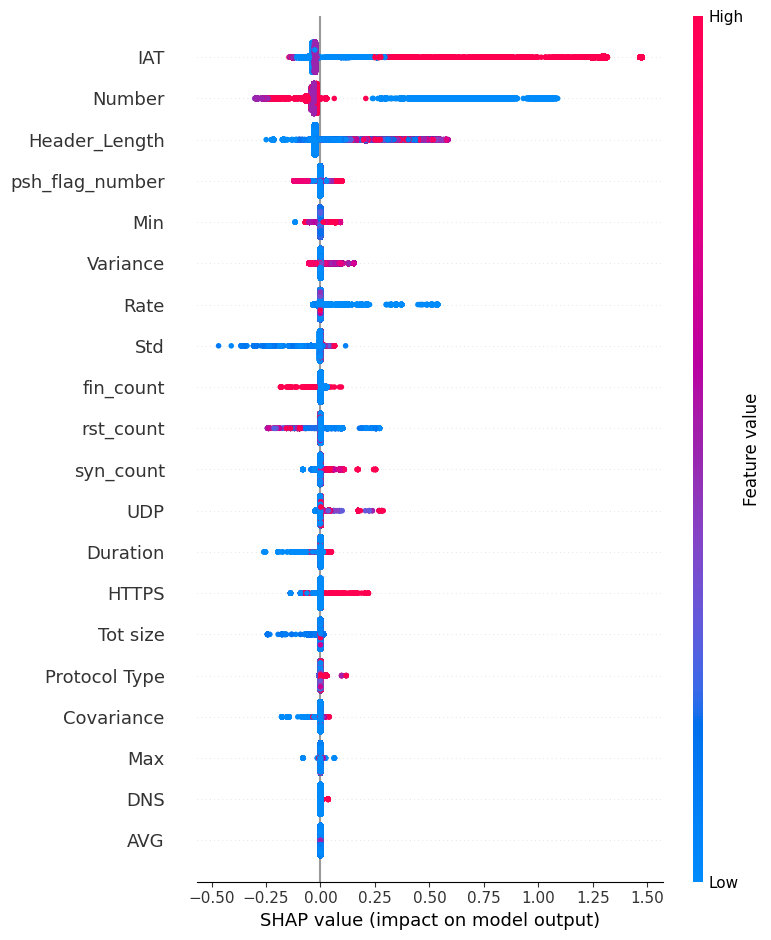 High
IAT
Number
Header_Length
psh_flag_number
Min
Variance
Rate
Std
fin_count
rst_count
syn_count
UDP
Duration
HTTPS
Tot size
Protocol Type
Covariance
Max
DNS
AVG
Feature value
Low
−0.50 −0.25 0.00 0.25 0.50 0.75 1.00 1.25 1.50
SHAP value (impact on model output)